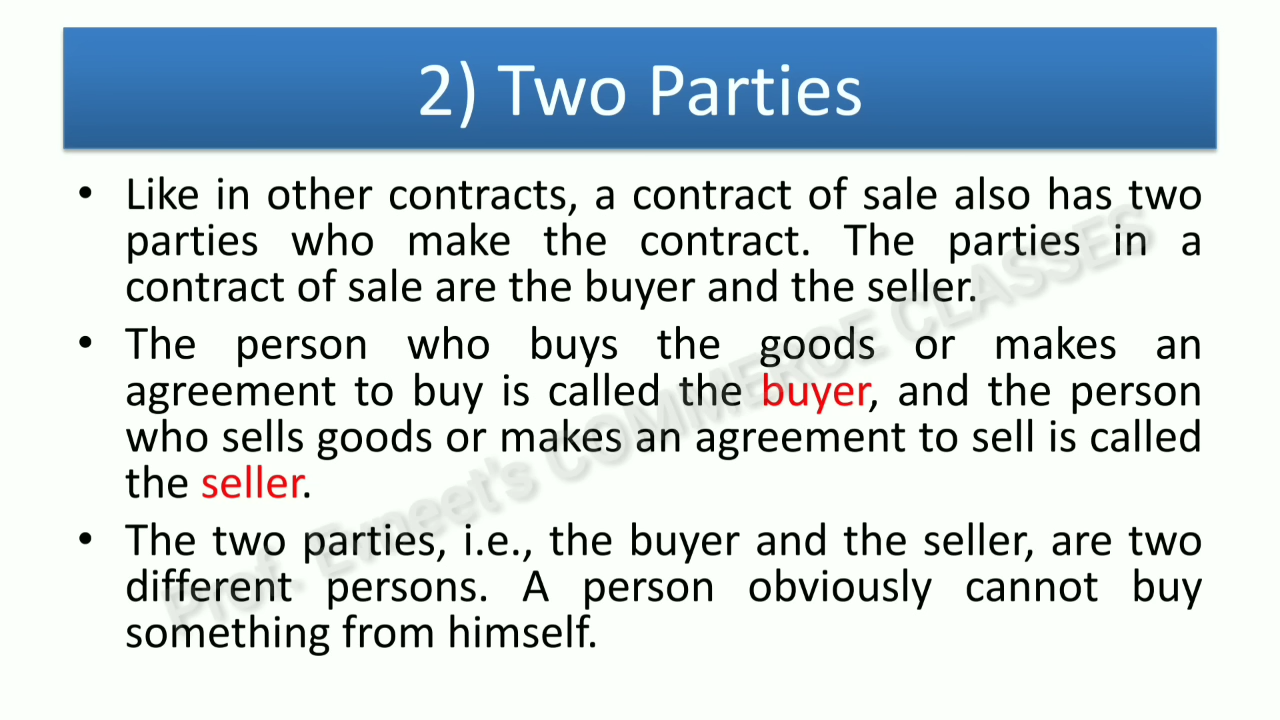 2) Two Parties
• Like in other contracts, a contract of sale also has two
parties who make the contract. The parties in a
contract of sale are the buyer and the seller.
• The person who buys the goods or makes an
agreement to buy is called the buyer, and the person
who sells goods or makes an agreement to sell is called
the seller.
• The two parties, i.e., the buyer and the seller, are two
different persons. A person obviously cannot buy
something from himself.
Prof. Evneet's COMMERCE CLASSES